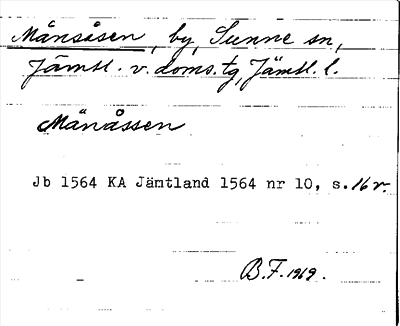 Månsåsen, by, Sunne sn,
Jämtl. v. doms. tg, Jämtl. l.
Månåssen
Jb 1564 KA Jämtland 1564 nr 10, s. 16 v.
B.F. 1969.